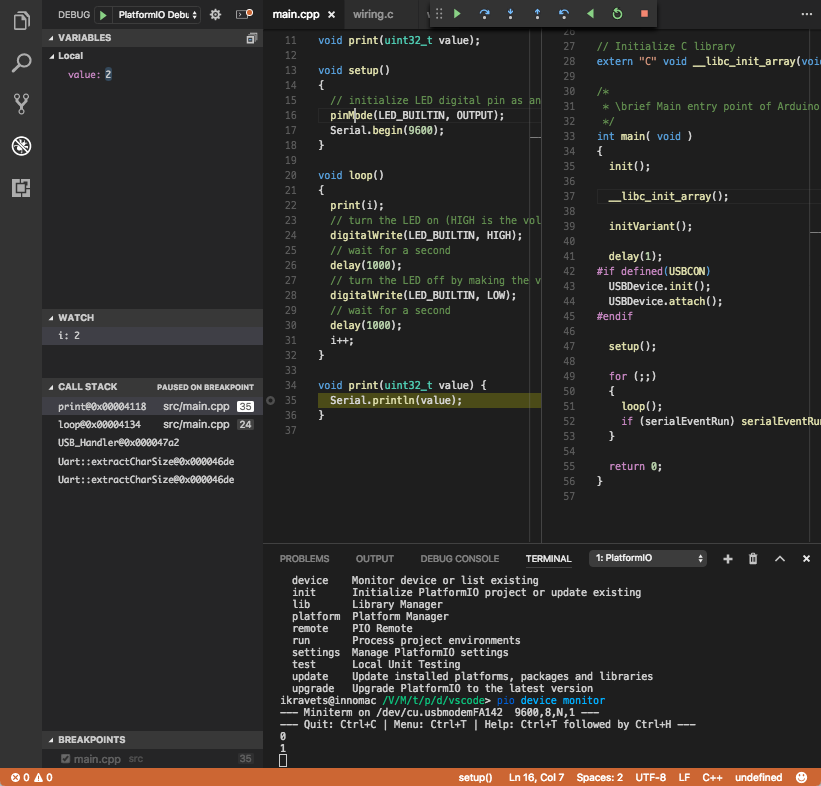 DEBUG PlatformIO Debu
VARIABLES
Local
value: 2
WATCH
i: 2
CALL STACK PAUSED ON BREAKPOINT
print@0x00004118 src/main.cpp 35
loop@0x00004134 src/main.cpp 24
USB_Handler@0x000047a2
Uart::extractCharSize@0x000046de
Uart::extractCharSize@0x000046de
BREAKPOINTS
main.cpp src 35
main.cpp wiring.c
11 void print(uint32_t value);
12
13 void setup()
14 {
15 // initialize LED digital pin as an
16 pinMode(LED_BUILTIN, OUTPUT);
17 Serial.begin(9600);
18 }
19
20 void loop()
21 {
22 print(i);
23 // turn the LED on (HIGH is the vol
24 digitalWrite(LED_BUILTIN, HIGH);
25 // wait for a second
26 delay(1000);
27 // turn the LED off by making the v
28 digitalWrite(LED_BUILTIN, LOW);
29 // wait for a second
30 delay(1000);
31 i++;
32 }
33
34 void print(uint32_t value) {
35 Serial.println(value);
36 }
37
26
27 // Initialize C library
28 extern "C" void __libc_init_array(voi
29
30 /*
31 * \brief Main entry point of Arduino
32 */
33 int main( void )
34 {
35 init();
36
37 __libc_init_array();
38
39 initVariant();
40
41 delay(1);
42 #if defined(USBCON)
43 USBDevice.init();
44 USBDevice.attach();
45 #endif
46
47 setup();
48
49 for (;;)
50 {
51 loop();
52 if (serialEventRun) serialEventRu
53 }
54
55 return 0;
56 }
57
PROBLEMS OUTPUT DEBUG CONSOLE TERMINAL 1: PlatformIO
device Monitor device or list existing
init Initialize PlatformIO project or update existing
lib Library Manager
platform Platform Manager
remote PIO Remote
run Process project environments
settings Manage PlatformIO settings
test Local Unit Testing
update Update installed platforms, packages and libraries
upgrade Upgrade PlatformIO to the latest version
ikravets@innomac /V/M/t/p/d/vscode> pio device monitor
--- Miniterm on /dev/cu.usbmodemFA142 9600,8,N,1 ---
--- Quit: Ctrl+C | Menu: Ctrl+T | Help: Ctrl+T followed by Ctrl+H ---
0
1
0 0 setup() Ln 16, Col 7 Spaces: 2 UTF-8 LF C++ undefined